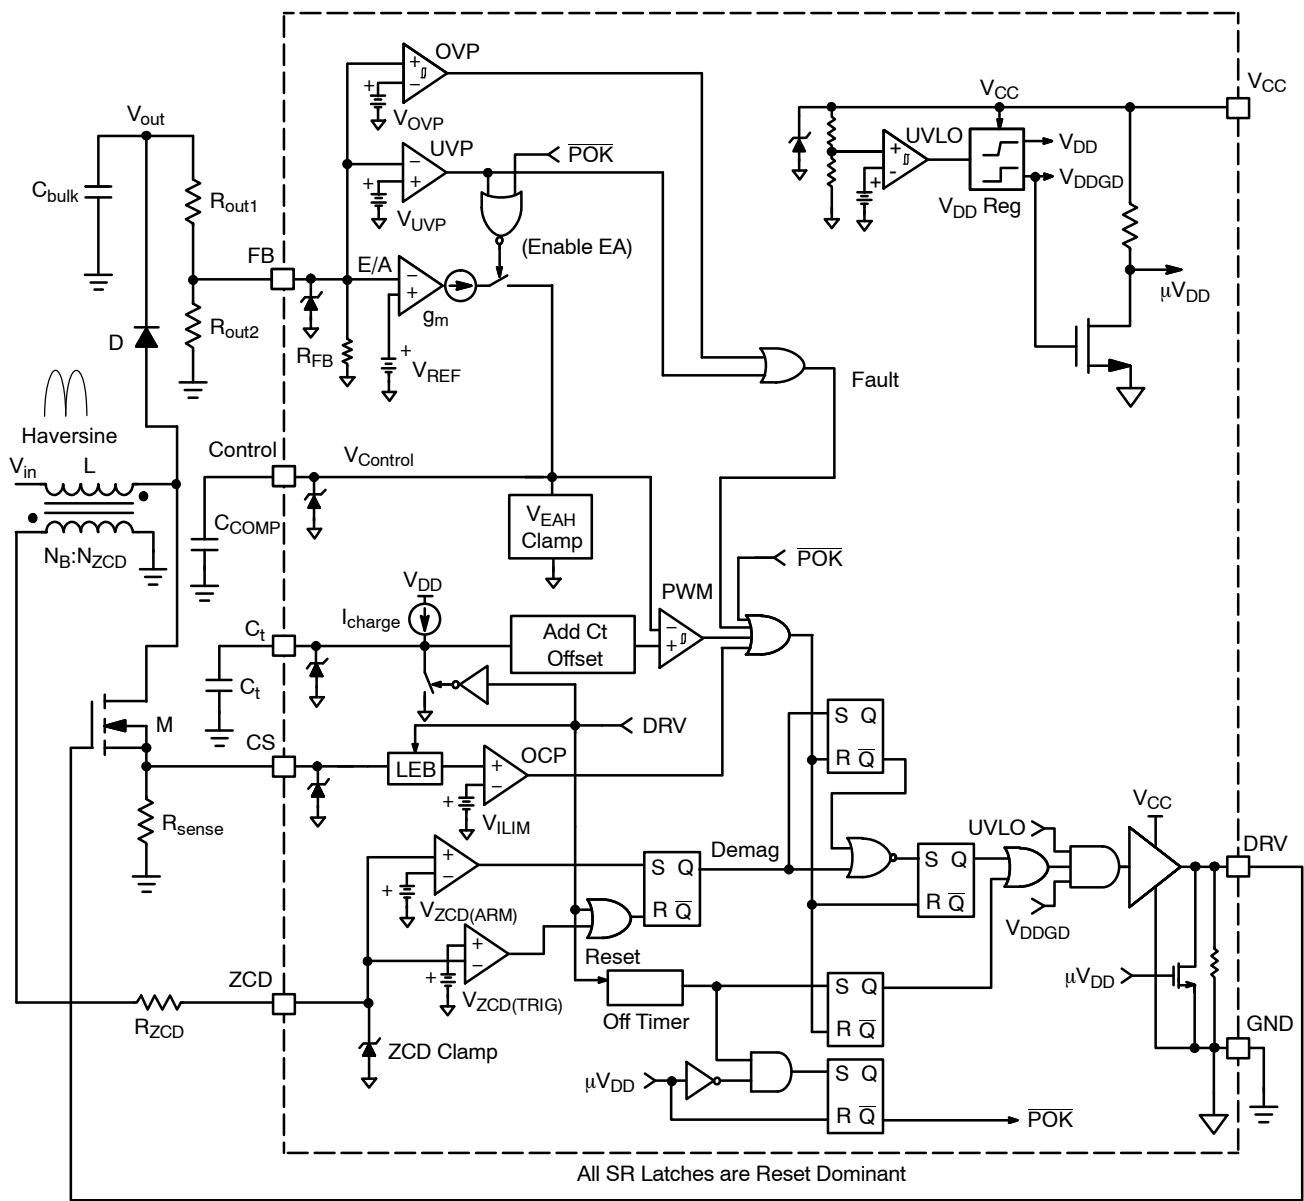 OVP
+
–
+
V_OVP
UVP
–
+
+
V_UVP
P̅O̅K̅
(Enable EA)
V_out
C_bulk
R_out1
FB
R_out2
D
E/A
–
+
g_m
R_FB
+
V_REF
V_CC
V_CC
UVLO
+
-
+
V_DD
V_DDGD
V_DD Reg
μV_DD
Fault
Haversine
V_in
L
N_B:N_ZCD
Control
V_Control
C_COMP
V_EAH
Clamp
P̅O̅K̅
V_DD
I_charge
PWM
–
+
C_t
Add Ct
Offset
C_t
M
DRV
CS
LEB
+
–
OCP
+
V_ILIM
R_sense
S Q
R Q̅
Demag
UVLO
V_CC
DRV
+
–
+
V_ZCD(ARM)
S Q
R Q̅
S Q
R Q̅
V_DDGD
+
–
+
V_ZCD(TRIG)
Reset
ZCD
R_ZCD
Off Timer
S Q
R Q̅
μV_DD
GND
ZCD Clamp
μV_DD
S Q
R Q̅
P̅O̅K̅
All SR Latches are Reset Dominant